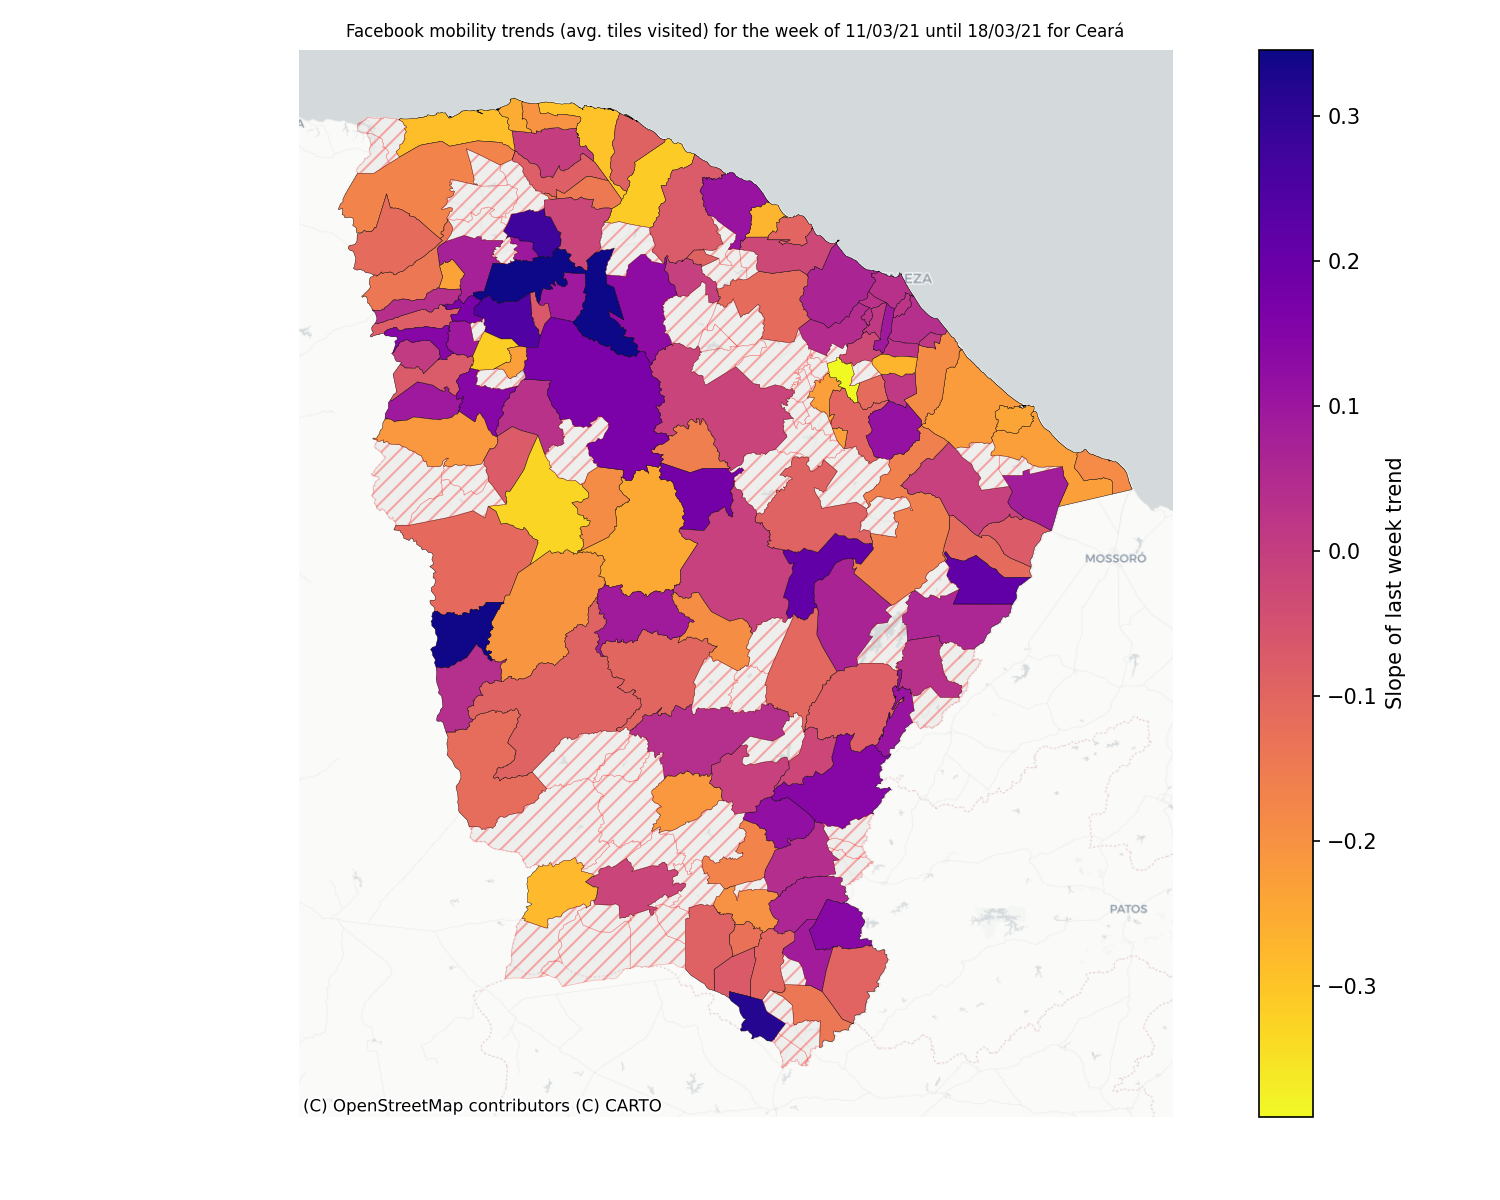 Facebook mobility trends (avg. tiles visited) for the week of 11/03/21 until 18/03/21 for Ceará
0.3
0.2
EZA
0.1
0.0
MOSSORÓ
Slope of last week trend
−0.1
−0.2
PATOS
−0.3
(C) OpenStreetMap contributors (C) CARTO